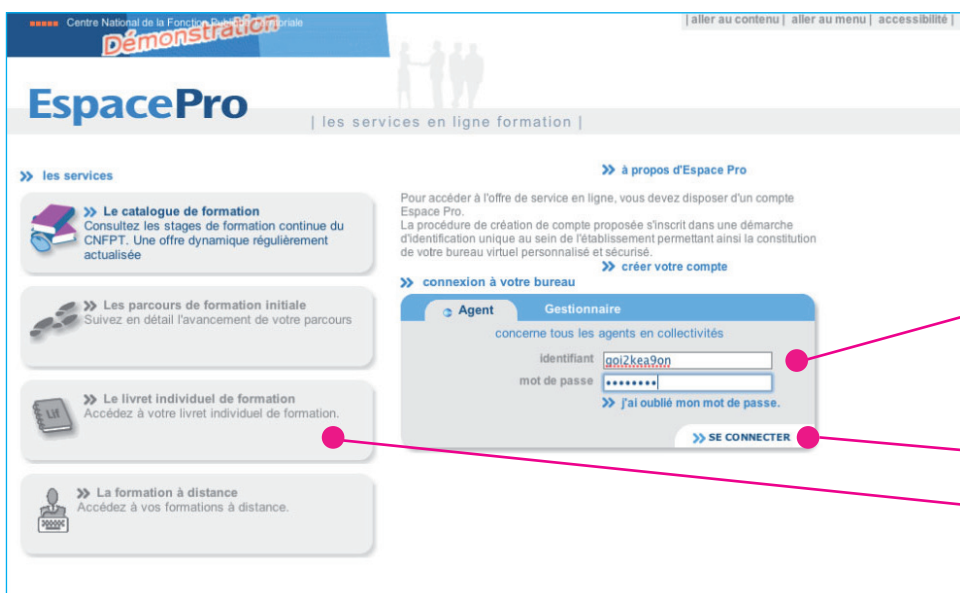 Centre National de la Fonction Publique Territoriale
Démonstration
| aller au contenu | aller au menu | accessibilité |
EspacePro
| les services en ligne formation |
les services
Le catalogue de formation
Consultez les stages de formation continue du
CNFPT. Une offre dynamique régulièrement
actualisée
Les parcours de formation initiale
Suivez en détail l'avancement de votre parcours
Le livret individuel de formation
Accédez à votre livret individuel de formation.
Lif
La formation à distance
Accédez à vos formations à distance.
à propos d'Espace Pro
Pour accéder à l'offre de service en ligne, vous devez disposer d'un compte
Espace Pro.
La procédure de création de compte proposée s'inscrit dans une démarche
d'identification unique au sein de l'établissement permettant ainsi la constitution
de votre bureau virtuel personnalisé et sécurisé.
créer votre compte
connexion à votre bureau
Agent Gestionnaire
concerne tous les agents en collectivités
identifiant goi2kea9on
mot de passe ••••••••
j'ai oublié mon mot de passe.
SE CONNECTER